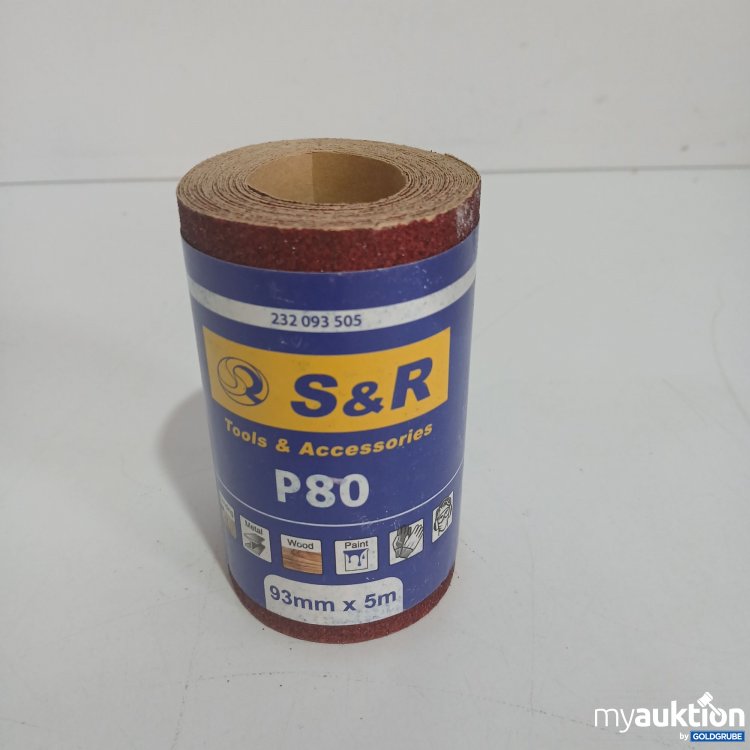 232 093 505
S&R
Tools & Accessories
P80
Metal
Wood
Paint
93mm x 5m
myauktion
by GOLDGRUBE